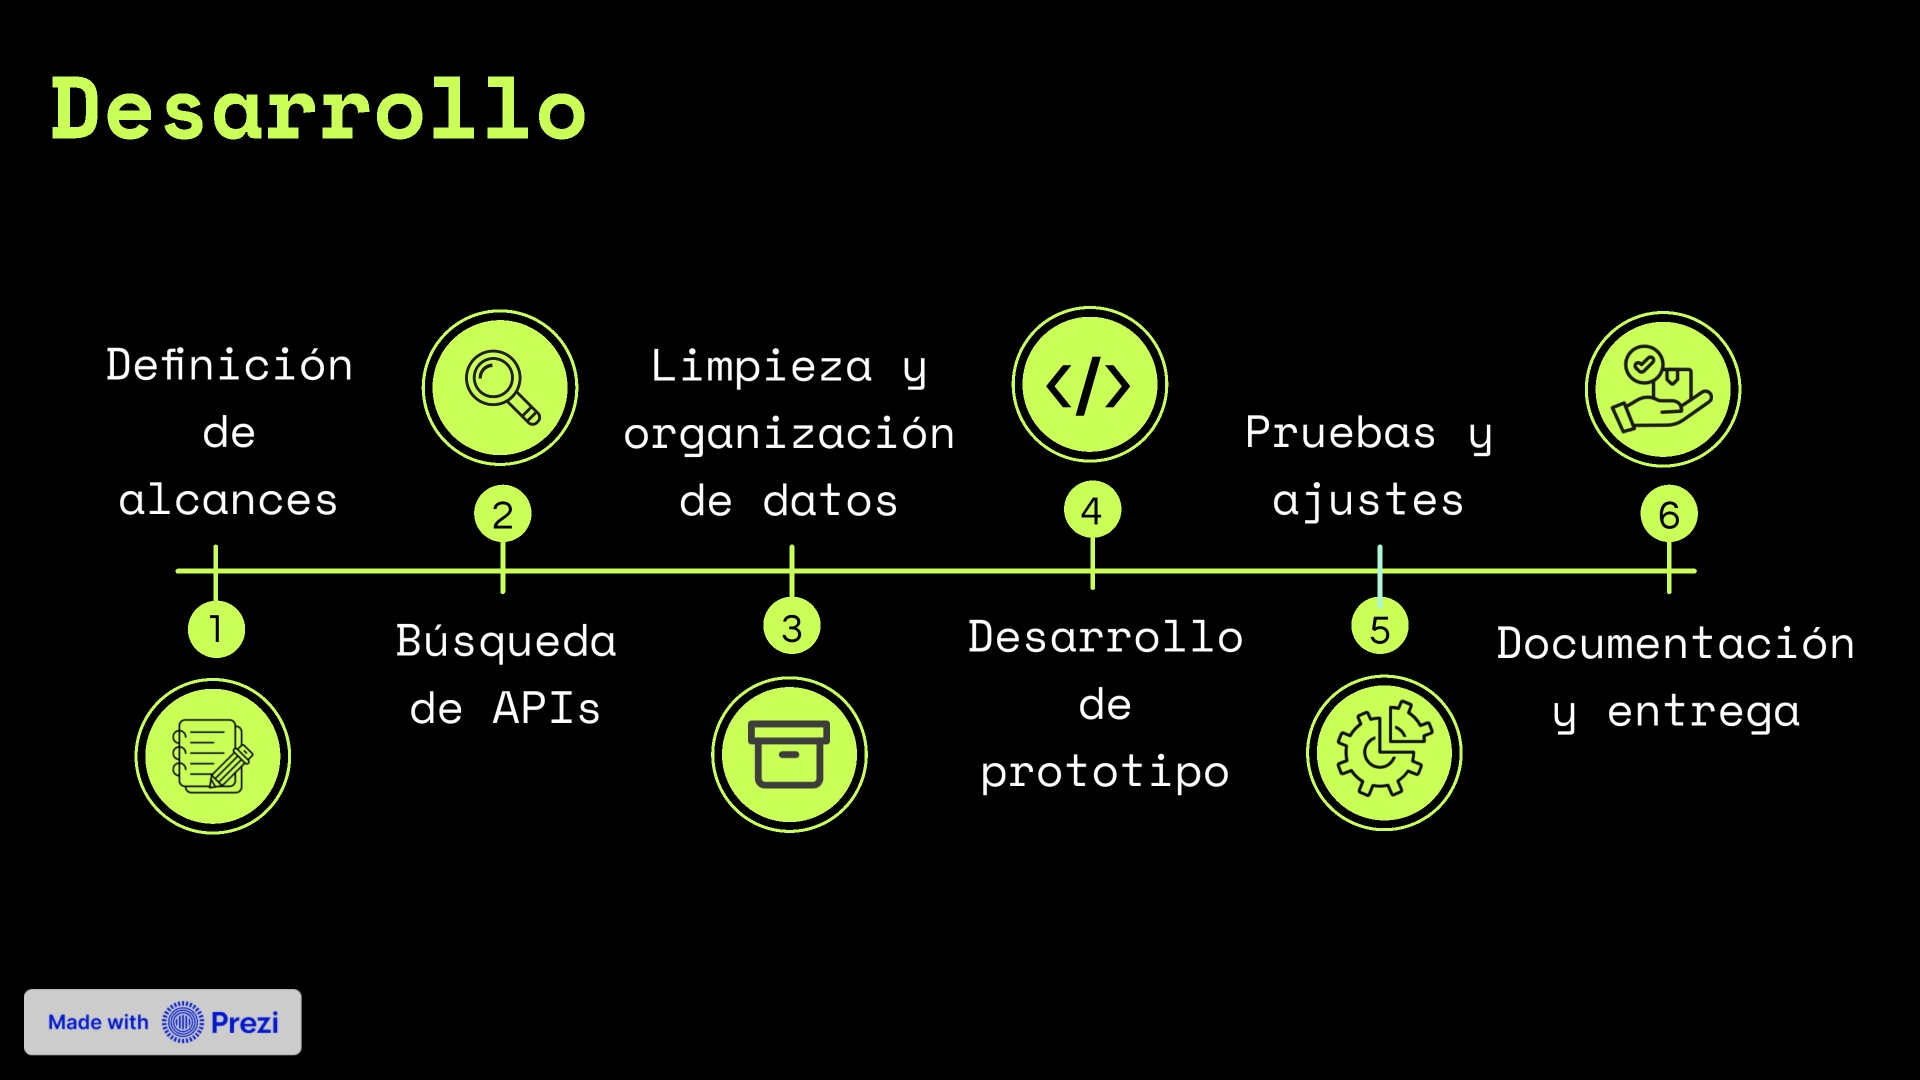 Desarrollo
Definición
de
alcances
1
2
Búsqueda
de APIs
Limpieza y
organización
de datos
3
4
Desarrollo
de
prototipo
Pruebas y
ajustes
5
6
Documentación
y entrega
Made with Prezi